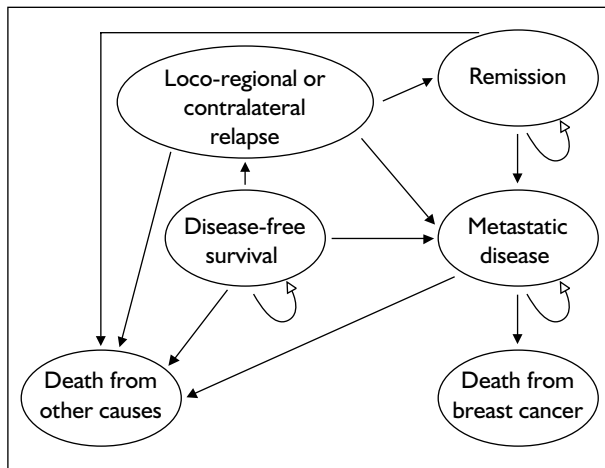 Loco-regional or
contralateral
relapse
Remission
Disease-free
survival
Metastatic
disease
Death from
other causes
Death from
breast cancer